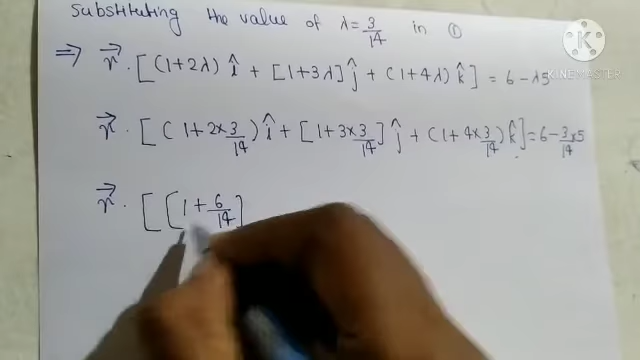 Substituting the value of λ=3/14 in ①
⇒ r⃗ . [(1+2λ) î + [1+3λ] ĵ + (1+4λ) k̂ ] = 6 - λ5
r⃗ . [ (1+2×3/14) î + [1+3×3/14] ĵ + (1+4×3/14) k̂ ] = 6 - 3/14×5
r⃗ . [ [1+6/14]
KINEMASTER